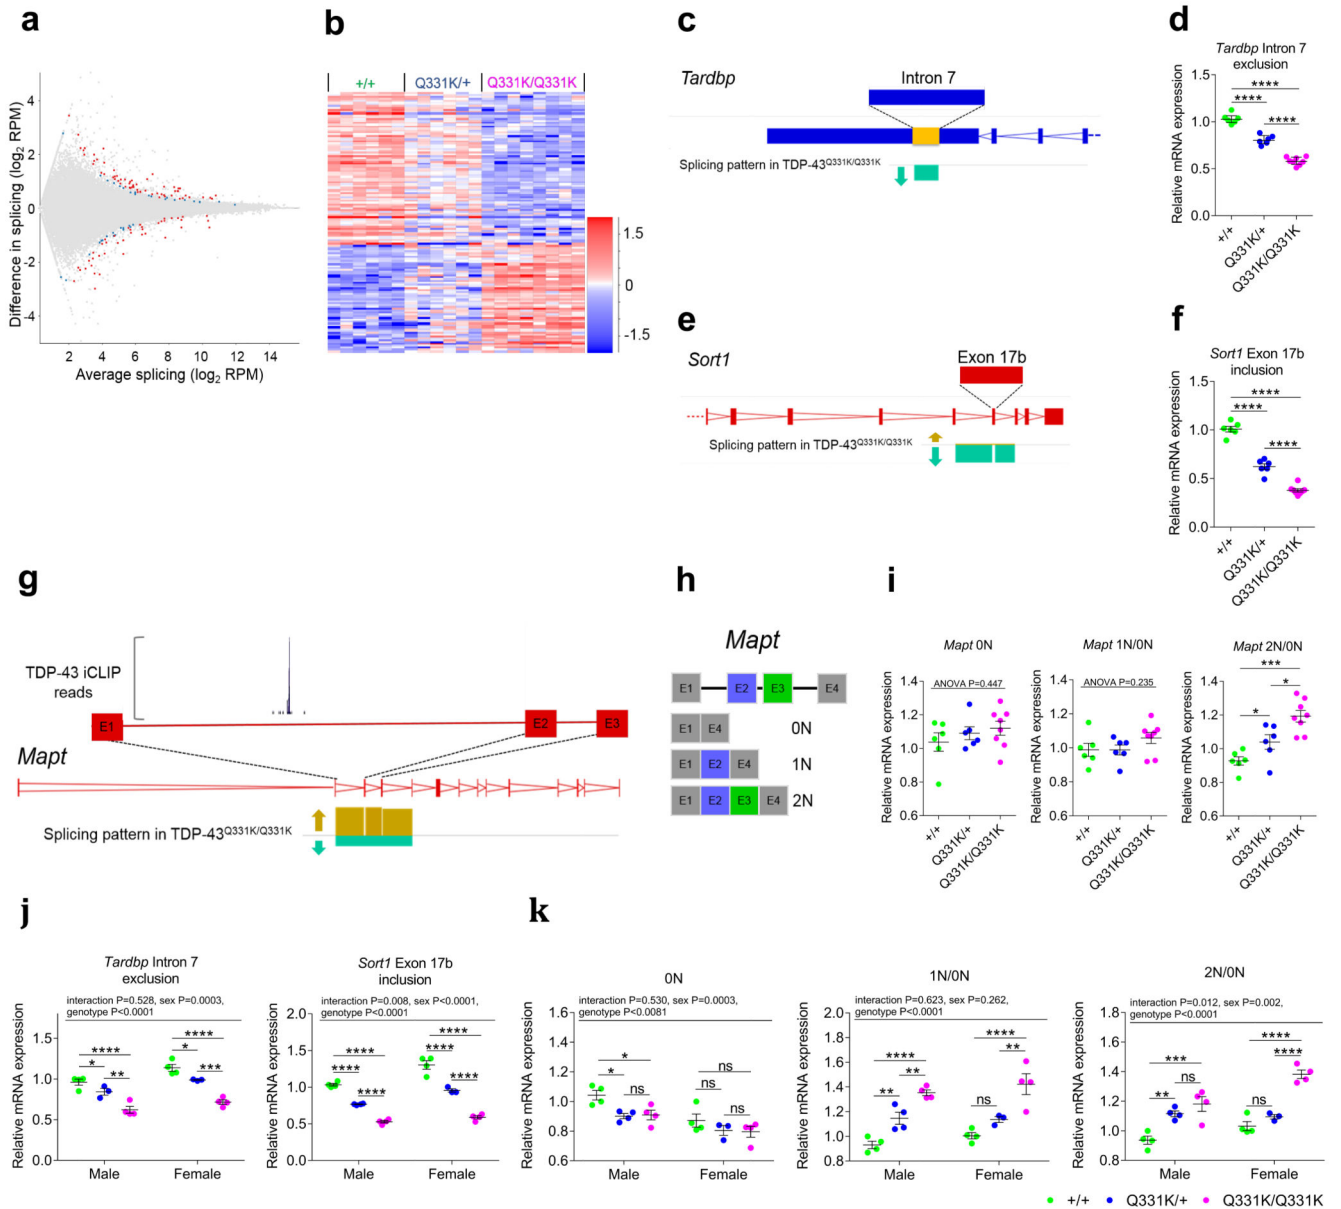 a
Difference in splicing (log2 RPM)
4
2
0
-2
-4
2 4 6 8 10 12 14
Average splicing (log2 RPM)
b
+/+ Q331K/+ Q331K/Q331K
1.5
0
-1.5
c
Tardbp
Intron 7
Splicing pattern in TDP-43Q331K/Q331K
d
Tardbp Intron 7
exclusion
Relative mRNA expression
1.5
1.0
0.5
0.0
****
**** ****
+/+
Q331K/+
Q331K/Q331K
e
Sort1
Exon 17b
Splicing pattern in TDP-43Q331K/Q331K
f
Sort1 Exon 17b
inclusion
Relative mRNA expression
1.5
1.0
0.5
0.0
****
****
****
+/+
Q331K/+
Q331K/Q331K
g
TDP-43 iCLIP
reads
E1 E2 E3
Mapt
Splicing pattern in TDP-43Q331K/Q331K
h
Mapt
E1 E2 E3 E4
E1 E4 0N
E1 E2 E4 1N
E1 E2 E3 E4 2N
i
Mapt 0N
Relative mRNA expression
1.4
1.2
1.0
0.8
0.6
ANOVA P=0.447
+/+
Q331K/+
Q331K/Q331K
Mapt 1N/0N
Relative mRNA expression
1.4
1.2
1.0
0.8
0.6
ANOVA P=0.235
+/+
Q331K/+
Q331K/Q331K
Mapt 2N/0N
Relative mRNA expression
1.4
1.2
1.0
0.8
0.6
***
*
*
+/+
Q331K/+
Q331K/Q331K
j
Tardbp Intron 7
exclusion
interaction P=0.528, sex P=0.0003,
genotype P<0.0001
Relative mRNA expression
1.5
1.0
0.5
0.0
****
*
**
****
*
***
Male Female
Sort1 Exon 17b
inclusion
interaction P=0.008, sex P<0.0001,
genotype P<0.0001
Relative mRNA expression
2.0
1.5
1.0
0.5
0.0
****
****
****
****
****
****
Male Female
k
0N
interaction P=0.530, sex P=0.0003,
genotype P<0.0081
Relative mRNA expression
1.6
1.4
1.2
1.0
0.8
0.6
*
*
ns
ns
ns
ns
Male Female
1N/0N
interaction P=0.623, sex P=0.262,
genotype P<0.0001
Relative mRNA expression
2.0
1.8
1.6
1.4
1.2
1.0
0.8
****
**
**
****
**
ns
Male Female
2N/0N
interaction P=0.012, sex P=0.002,
genotype P<0.0001
Relative mRNA expression
1.8
1.6
1.4
1.2
1.0
0.8
***
ns
**
****
****
ns
Male Female
+/+ Q331K/+ Q331K/Q331K